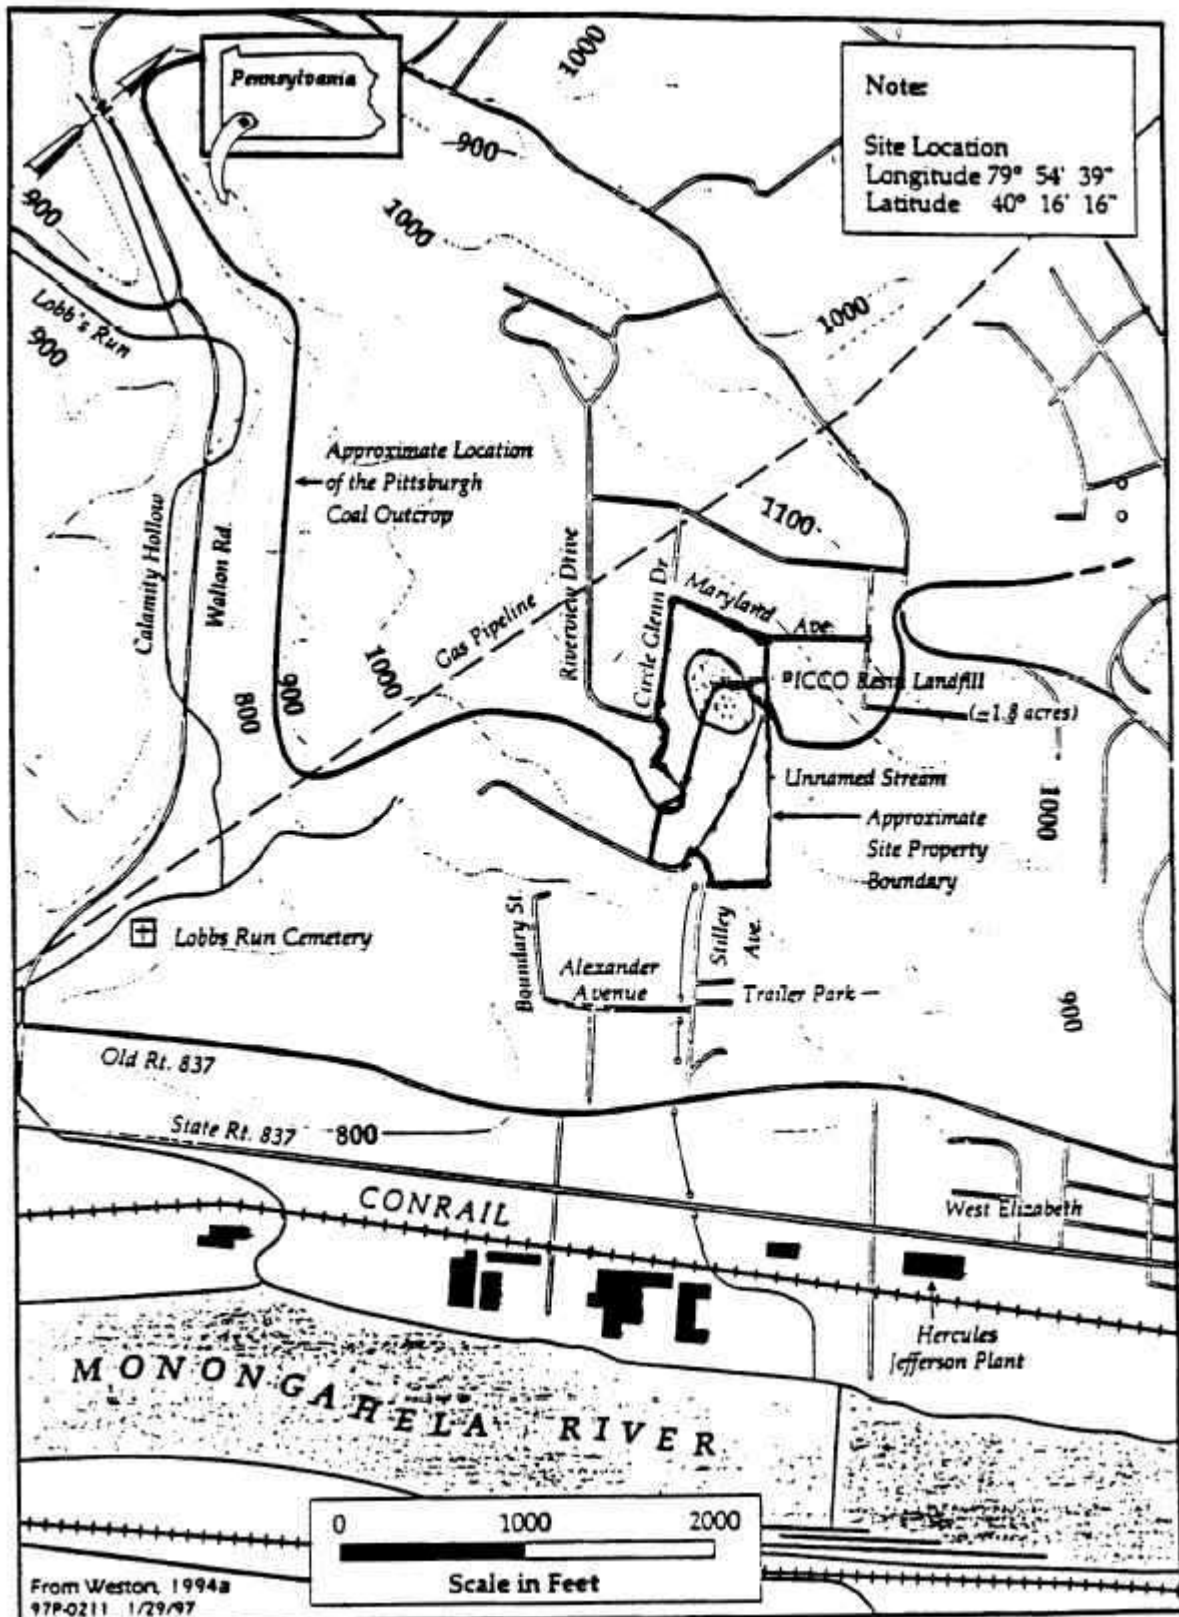 Pennsylvania
N
Note:
Site Location
Longitude 79° 54' 39"
Latitude 40° 16' 16"
1000
900
900
1000
1000
Lobb's Run
900
Approximate Location
of the Pittsburgh
Coal Outcrop
1100
Calamity Hollow
Walton Rd.
Riverview Drive
Gas Pipeline
Circle Glenn Dr
Maryland Ave.
800
900
1000
PICCO Resin Landfill
(=1.8 acres)
Unnamed Stream
1000
Approximate
Site Property
Boundary
Lobbs Run Cemetery
Boundary St.
Alexander
Avenue
Stilley
Ave.
Trailer Park
900
Old Rt. 837
State Rt. 837
800
CONRAIL
West Elizabeth
Hercules
Jefferson Plant
MONONGAHELA RIVER
0 1000 2000
Scale in Feet
From Weston, 1994a
97P-0211 1/29/97